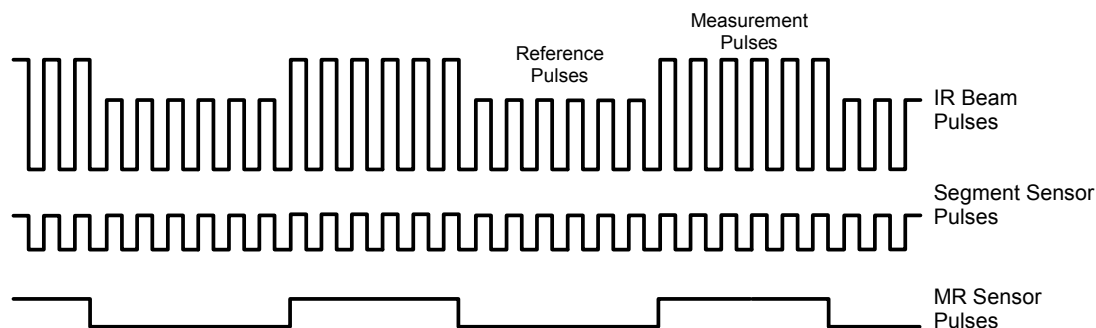 Measurement
Pulses
Reference
Pulses
IR Beam
Pulses
Segment Sensor
Pulses
MR Sensor
Pulses